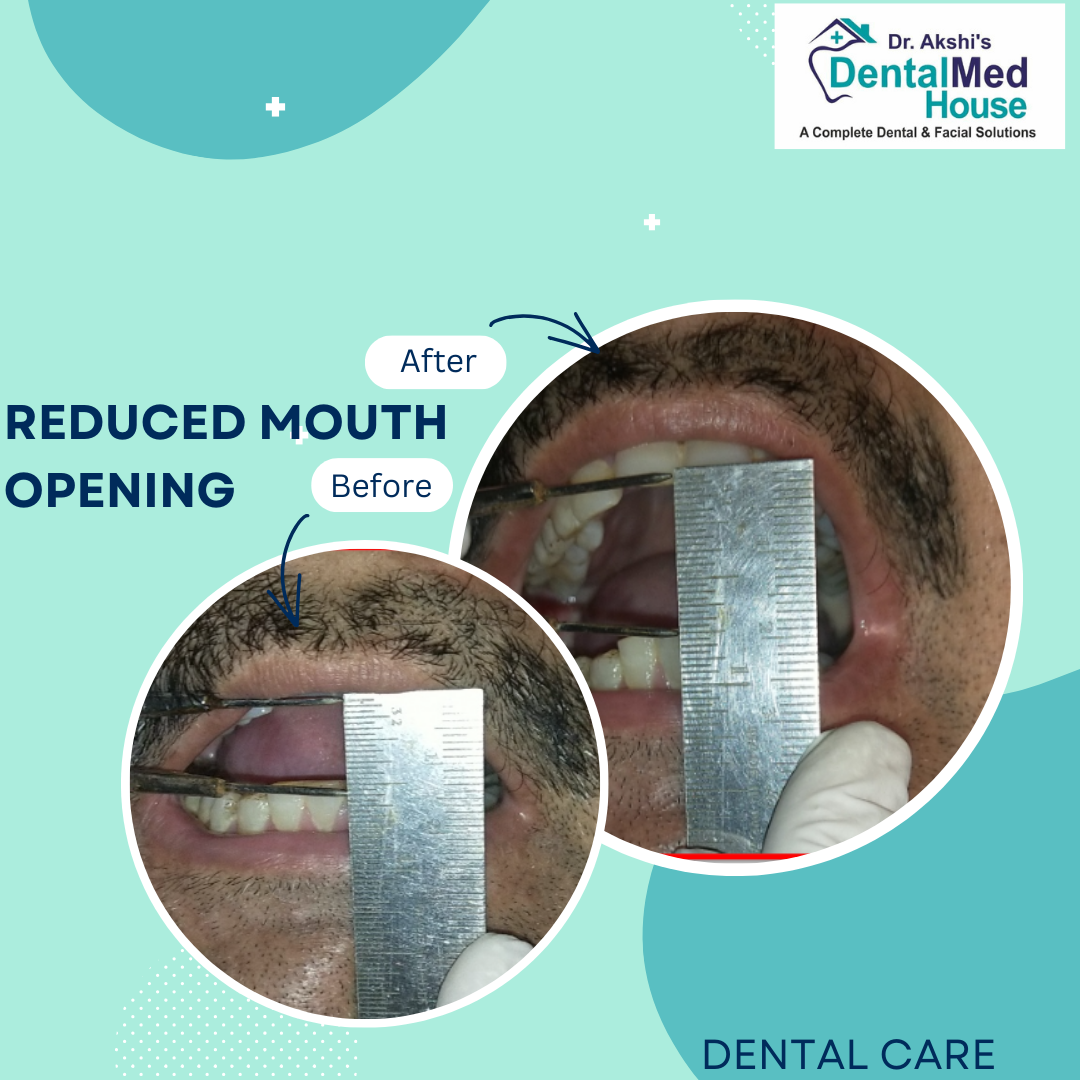 Dr. Akshi's
DentalMed
House
A Complete Dental & Facial Solutions
After
REDUCED MOUTH
OPENING
Before
DENTAL CARE